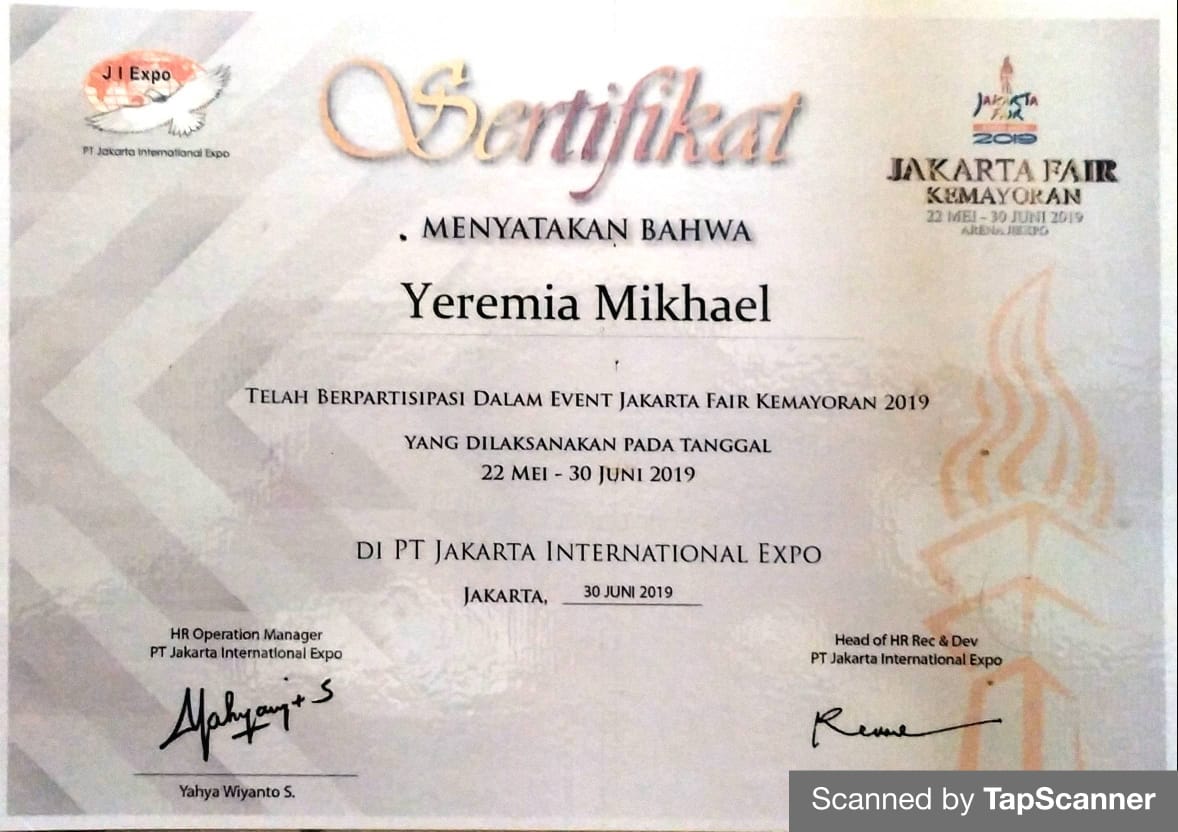 J I Expo
PT Jakarta International Expo
Sertifikat
JAKARTA
FAIR
2019
JAKARTA FAIR
KEMAYORAN
22 MEI - 30 JUNI 2019
ARENA JIEXPO
MENYATAKAN BAHWA
Yeremia Mikhael
TELAH BERPARTISIPASI DALAM EVENT JAKARTA FAIR KEMAYORAN 2019
YANG DILAKSANAKAN PADA TANGGAL
22 MEI - 30 JUNI 2019
DI PT JAKARTA INTERNATIONAL EXPO
JAKARTA, 30 JUNI 2019
HR Operation Manager
PT Jakarta International Expo
Yahya Wiyanto S.
Head of HR Rec & Dev
PT Jakarta International Expo
Scanned by TapScanner